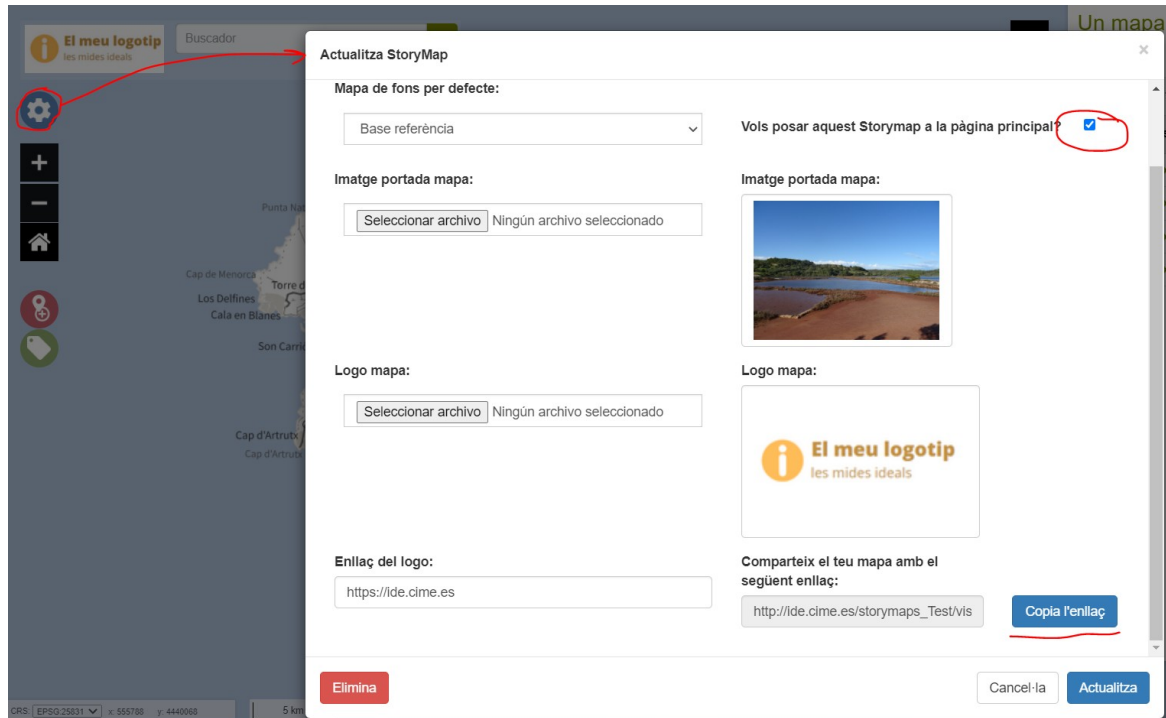 El meu logotip
les mides ideals
Buscador
Un mapa
Actualitza StoryMap
×
Mapa de fons per defecte:
Base referència
Vols posar aquest Storymap a la pàgina principal?
Imatge portada mapa:
Imatge portada mapa:
Seleccionar archivo Ningún archivo seleccionado
Punta Nat
Cap de Menorca
Torre d
Los Delfines
Cala en Blanes
Son Carri
Logo mapa:
Logo mapa:
Seleccionar archivo Ningún archivo seleccionado
El meu logotip
les mides ideals
Cap d'Artrutx
Cap d'Artrutx
Enllaç del logo:
Comparteix el teu mapa amb el
següent enllaç:
https://ide.cime.es
http://ide.cime.es/storymaps_Test/vis
Copia l'enllaç
Elimina
Cancel·la
Actualitza
CRS: EPSG:25831 x: 555788 y: 4440068
5 km